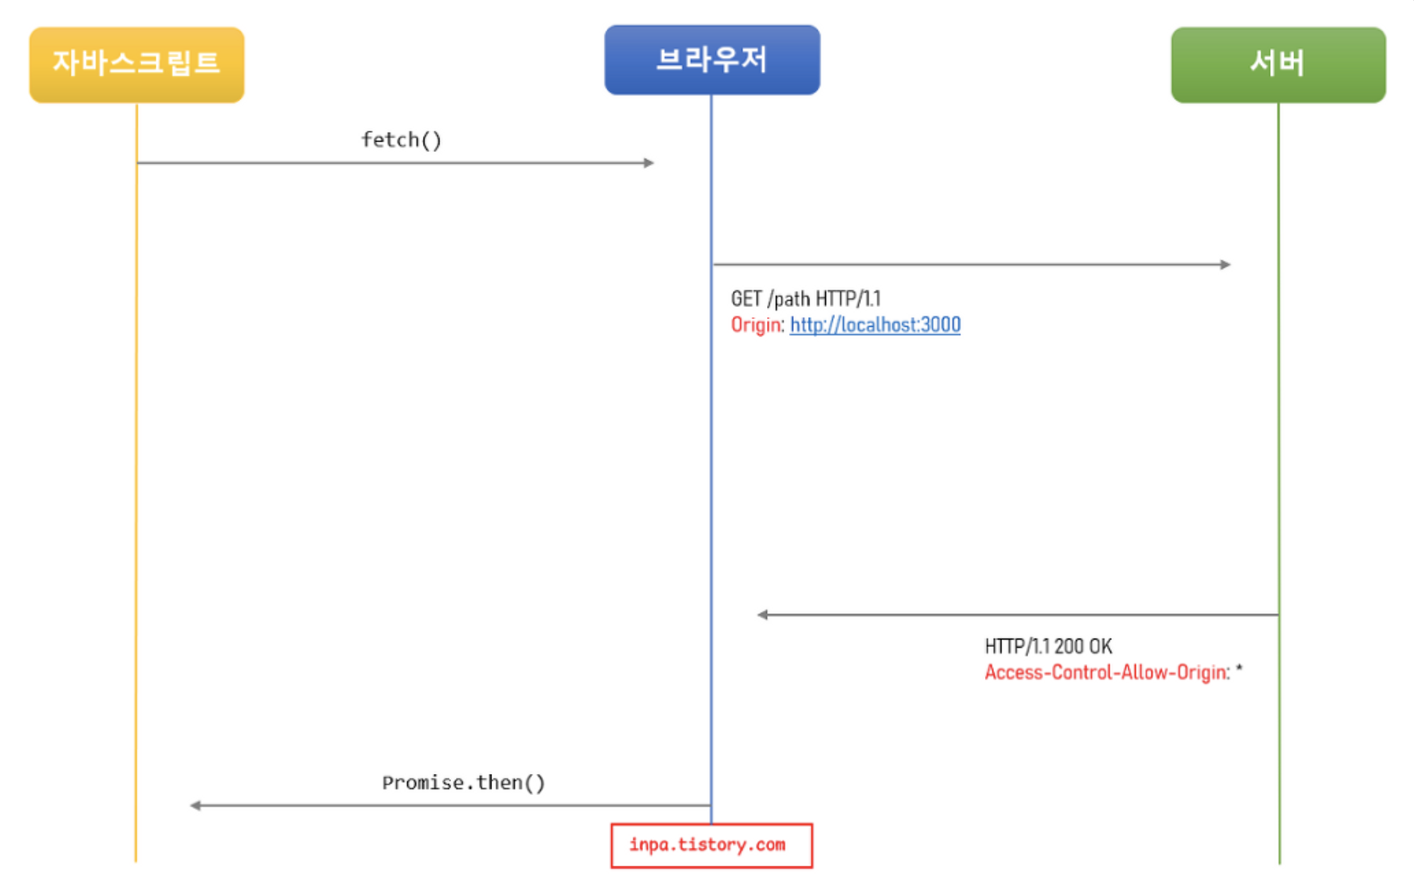 자바스크립트
브라우저
서버
fetch()
GET /path HTTP/1.1
Origin: http://localhost:3000
HTTP/1.1 200 OK
Access-Control-Allow-Origin: *
Promise.then()
inpa.tistory.com